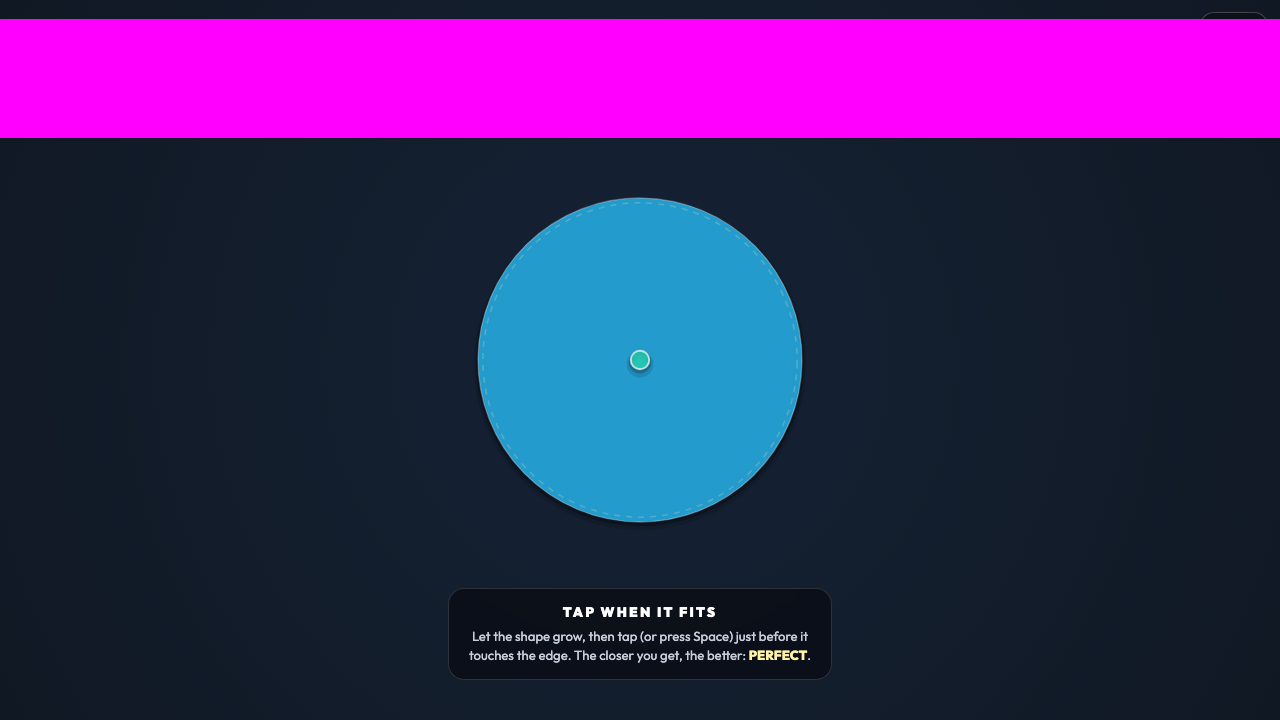 TAP WHEN IT FITS
Let the shape grow, then tap (or press Space) just before it
touches the edge. The closer you get, the better: PERFECT.